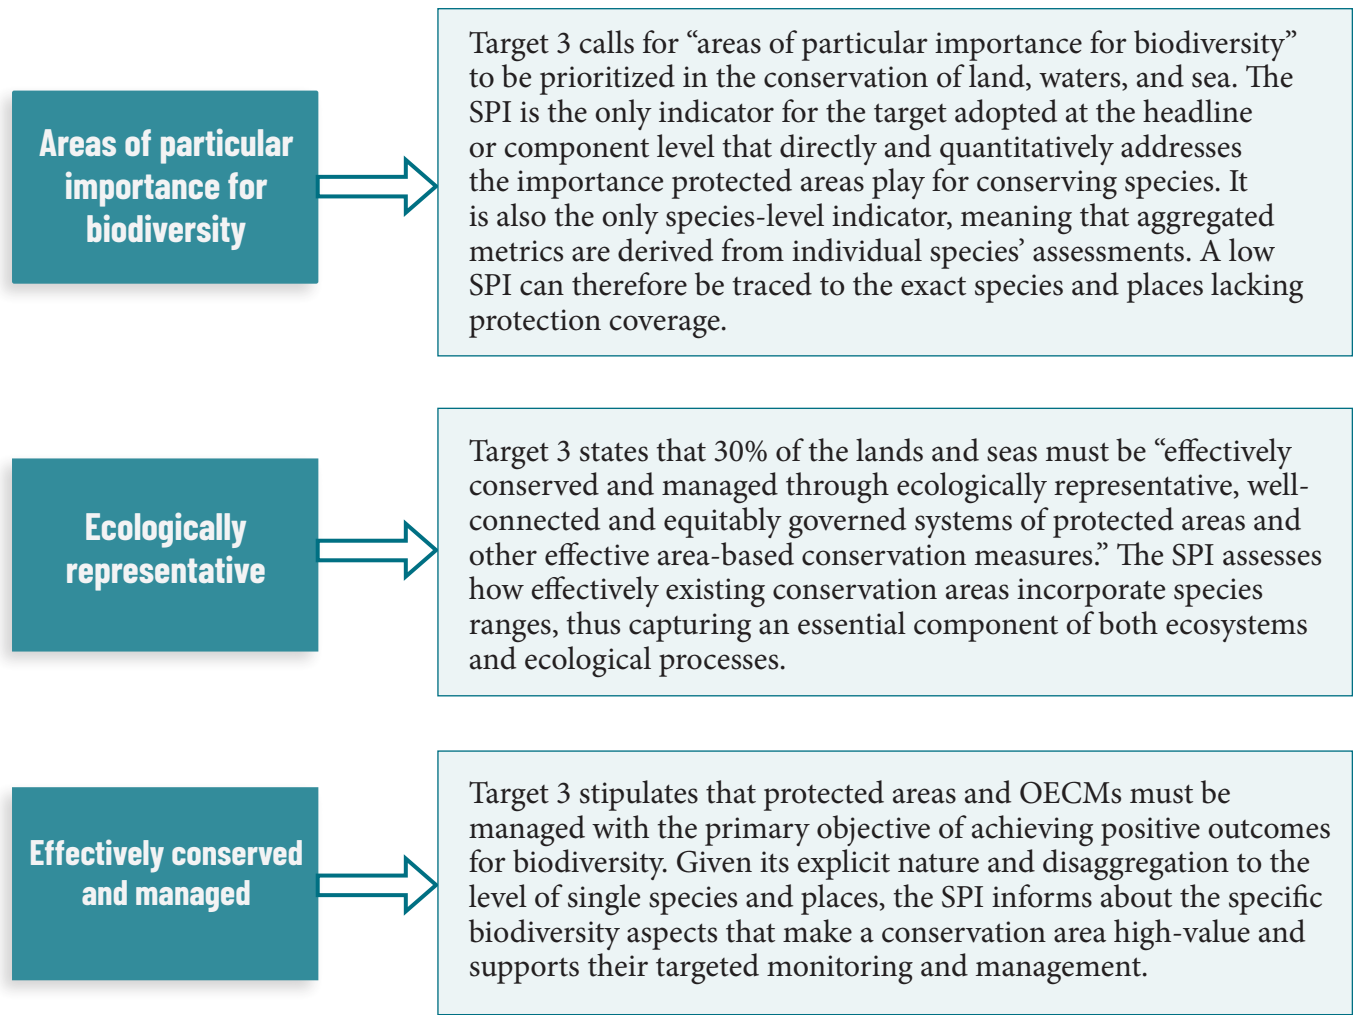 Areas of particular
importance for
biodiversity
Target 3 calls for “areas of particular importance for biodiversity”
to be prioritized in the conservation of land, waters, and sea. The
SPI is the only indicator for the target adopted at the headline
or component level that directly and quantitatively addresses
the importance protected areas play for conserving species. It
is also the only species-level indicator, meaning that aggregated
metrics are derived from individual species’ assessments. A low
SPI can therefore be traced to the exact species and places lacking
protection coverage.
Ecologically
representative
Target 3 states that 30% of the lands and seas must be “effectively
conserved and managed through ecologically representative, well-
connected and equitably governed systems of protected areas and
other effective area-based conservation measures.” The SPI assesses
how effectively existing conservation areas incorporate species
ranges, thus capturing an essential component of both ecosystems
and ecological processes.
Effectively conserved
and managed
Target 3 stipulates that protected areas and OECMs must be
managed with the primary objective of achieving positive outcomes
for biodiversity. Given its explicit nature and disaggregation to the
level of single species and places, the SPI informs about the specific
biodiversity aspects that make a conservation area high-value and
supports their targeted monitoring and management.